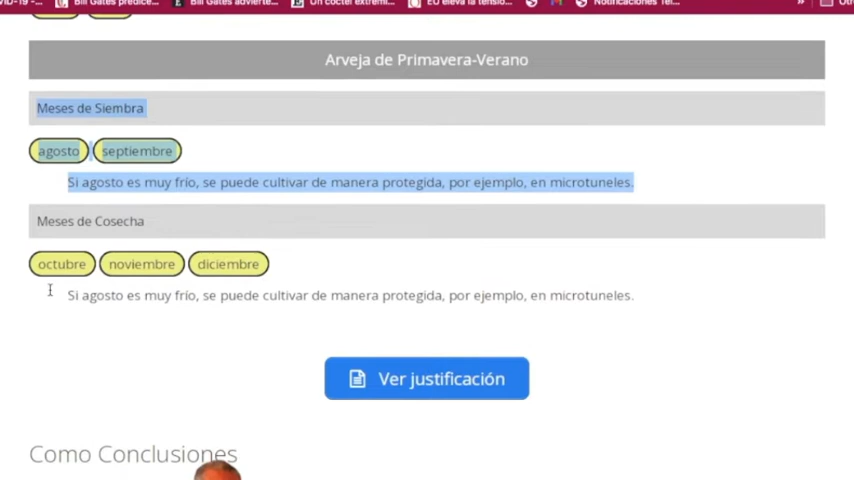 Bill Gates predice...
Bill Gates advierte...
Un cóctel extremi...
EU eleva la tensió...
Notificaciones Tel...
Arveja de Primavera-Verano
Meses de Siembra
agosto septiembre
Si agosto es muy frío, se puede cultivar de manera protegida, por ejemplo, en microtuneles.
Meses de Cosecha
octubre noviembre diciembre
Si agosto es muy frío, se puede cultivar de manera protegida, por ejemplo, en microtuneles.
Ver justificación
Como Conclusiones